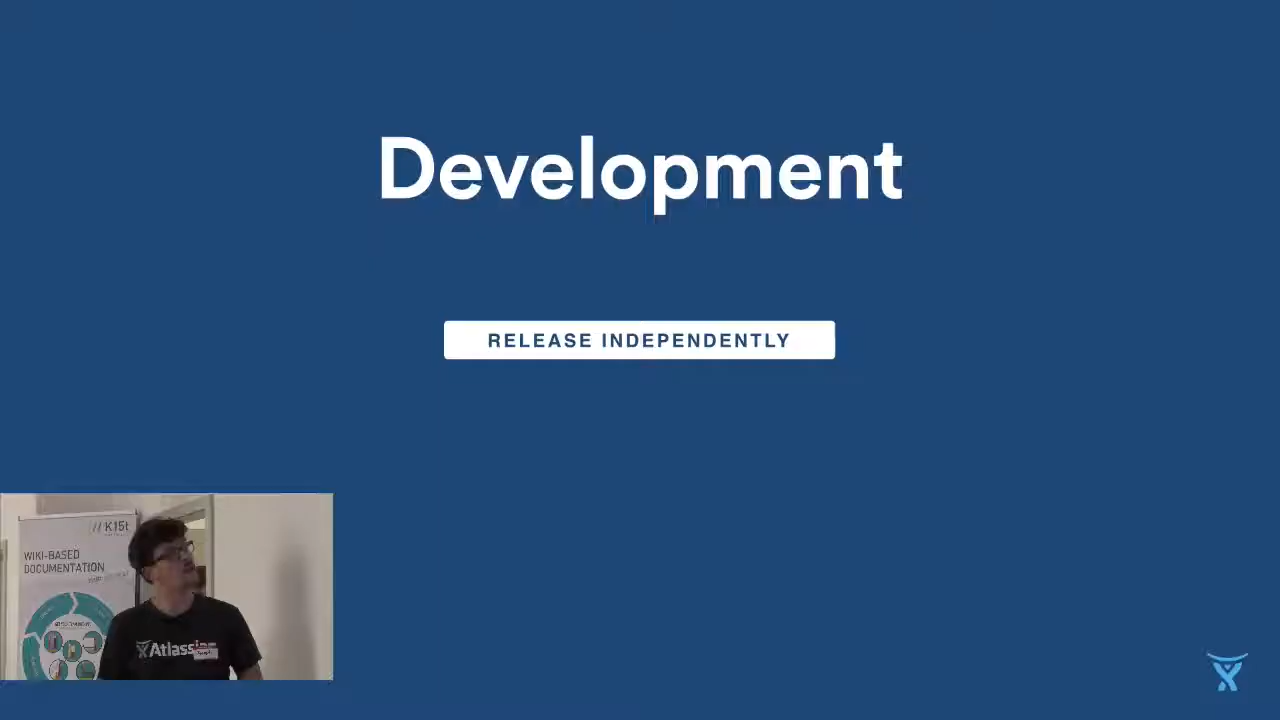 Development
RELEASE INDEPENDENTLY
// K15t
WIKI-BASED
DOCUMENTATION
Atlassian